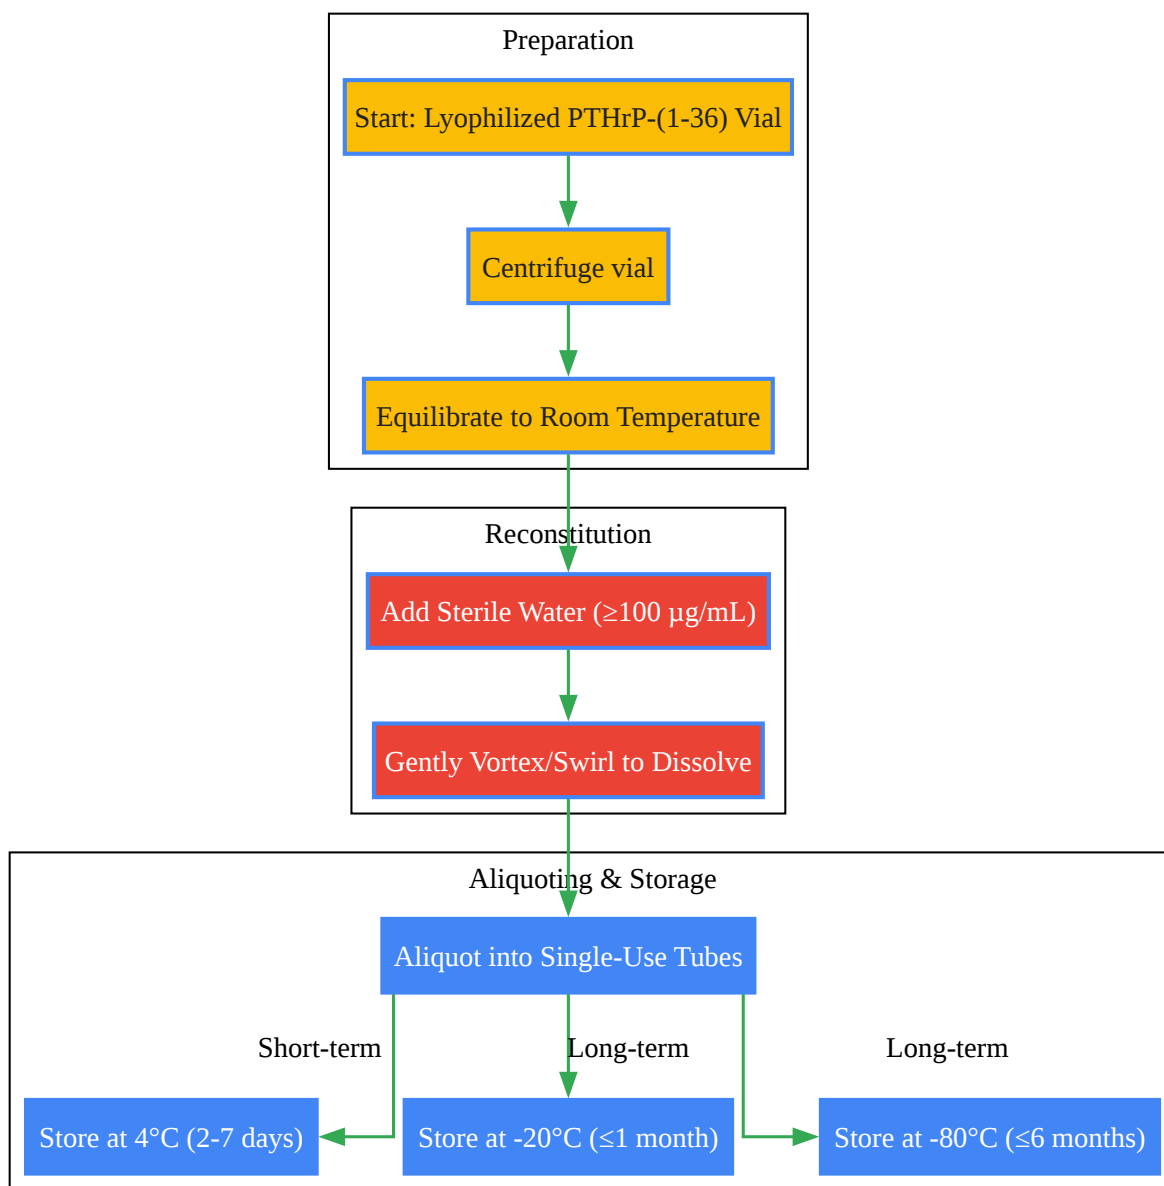 Preparation
Start: Lyophilized PTHrP-(1-36) Vial
Centrifuge vial
Equilibrate to Room Temperature
Reconstitution
Add Sterile Water (≥100 µg/mL)
Gently Vortex/Swirl to Dissolve
Aliquoting & Storage
Aliquot into Single-Use Tubes
Short-term
Long-term
Long-term
Store at 4°C (2-7 days)
Store at -20°C (≤1 month)
Store at -80°C (≤6 months)